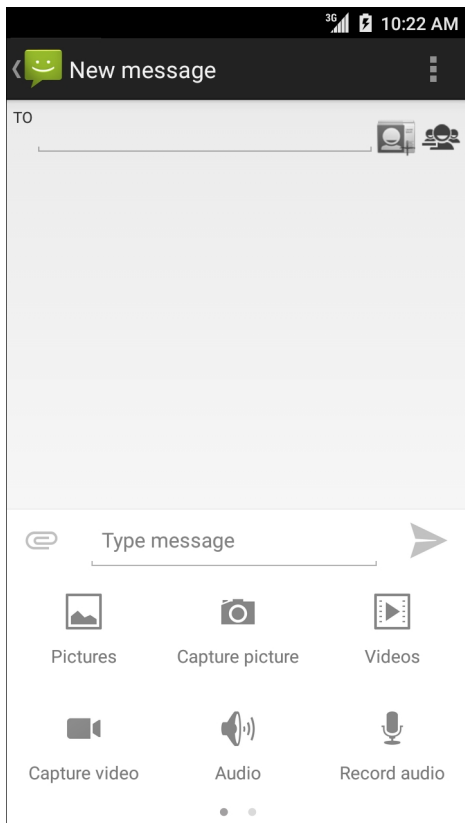 3G 10:22 AM
New message
TO
Type message
Pictures Capture picture Videos
Capture video Audio Record audio